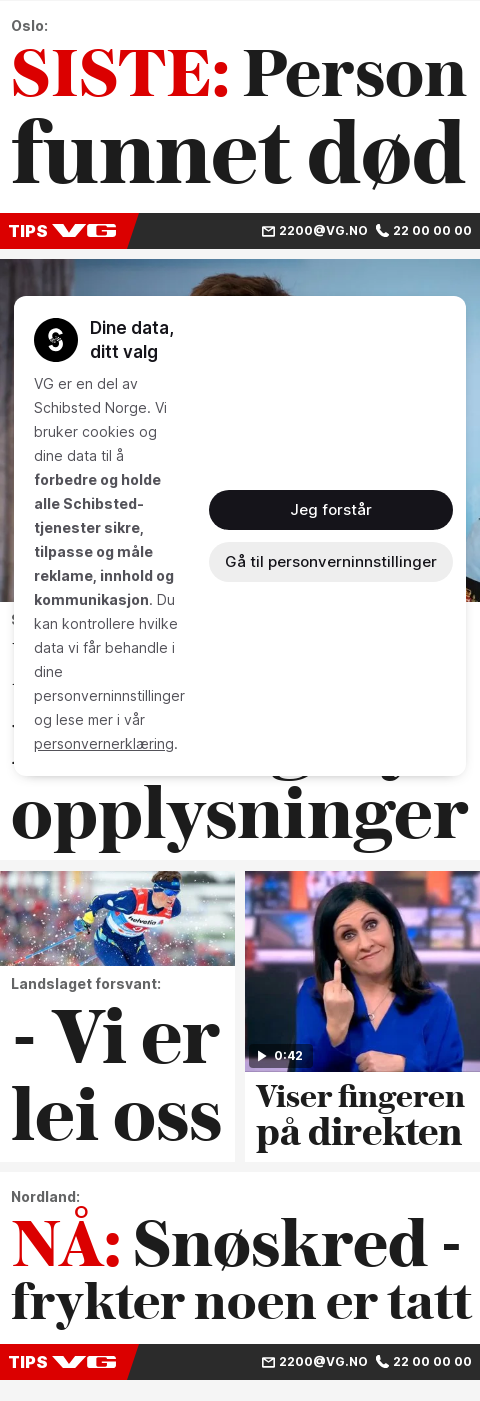 Oslo:
SISTE: Person
funnet død
TIPS VG 2200@VG.NO 22 00 00 00
Dine data,
ditt valg
VG er en del av
Schibsted Norge. Vi
bruker cookies og
dine data til å
forbedre og holde
alle Schibsted-
tjenester sikre,
tilpasse og måle
reklame, innhold og
kommunikasjon. Du
kan kontrollere hvilke
data vi får behandle i
dine
personverninnstillinger
og lese mer i vår
personvernerklæring.
Jeg forstår
Gå til personverninnstillinger
opplysninger
helvetia
Landslaget forsvant:
- Vi er
lei oss
0:42
Viser fingeren
på direkten
Nordland:
NÅ: Snøskred -
frykter noen er tatt
TIPS VG 2200@VG.NO 22 00 00 00